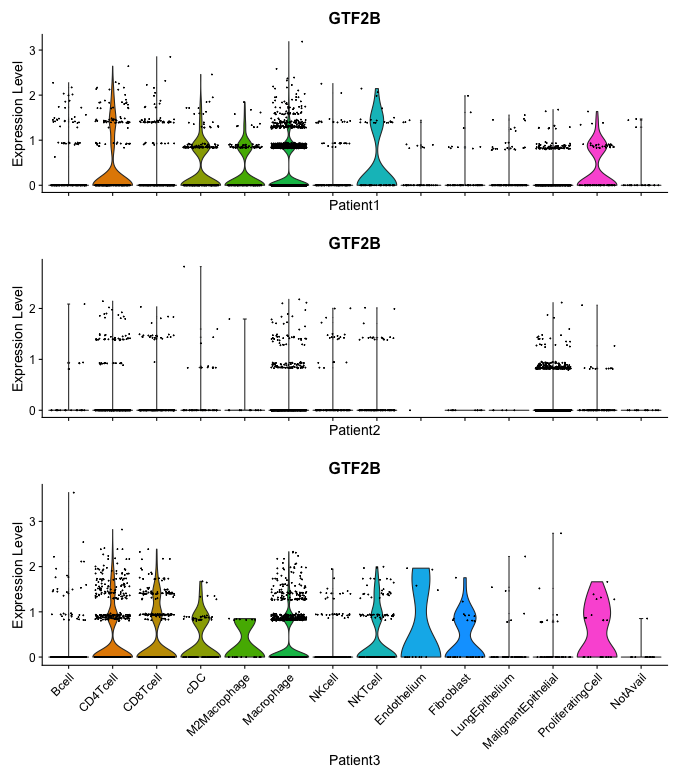 GTF2B
Expression Level
3
2
1
0
Patient1
GTF2B
Expression Level
2
1
0
Patient2
GTF2B
Expression Level
3
2
1
0
Bcell
CD4Tcell
CD8Tcell
cDC
M2Macrophage
Macrophage
NKcell
NKTcell
Endothelium
Fibroblast
LungEpithelium
MalignantEpithelial
ProliferatingCell
NotAvail
Patient3